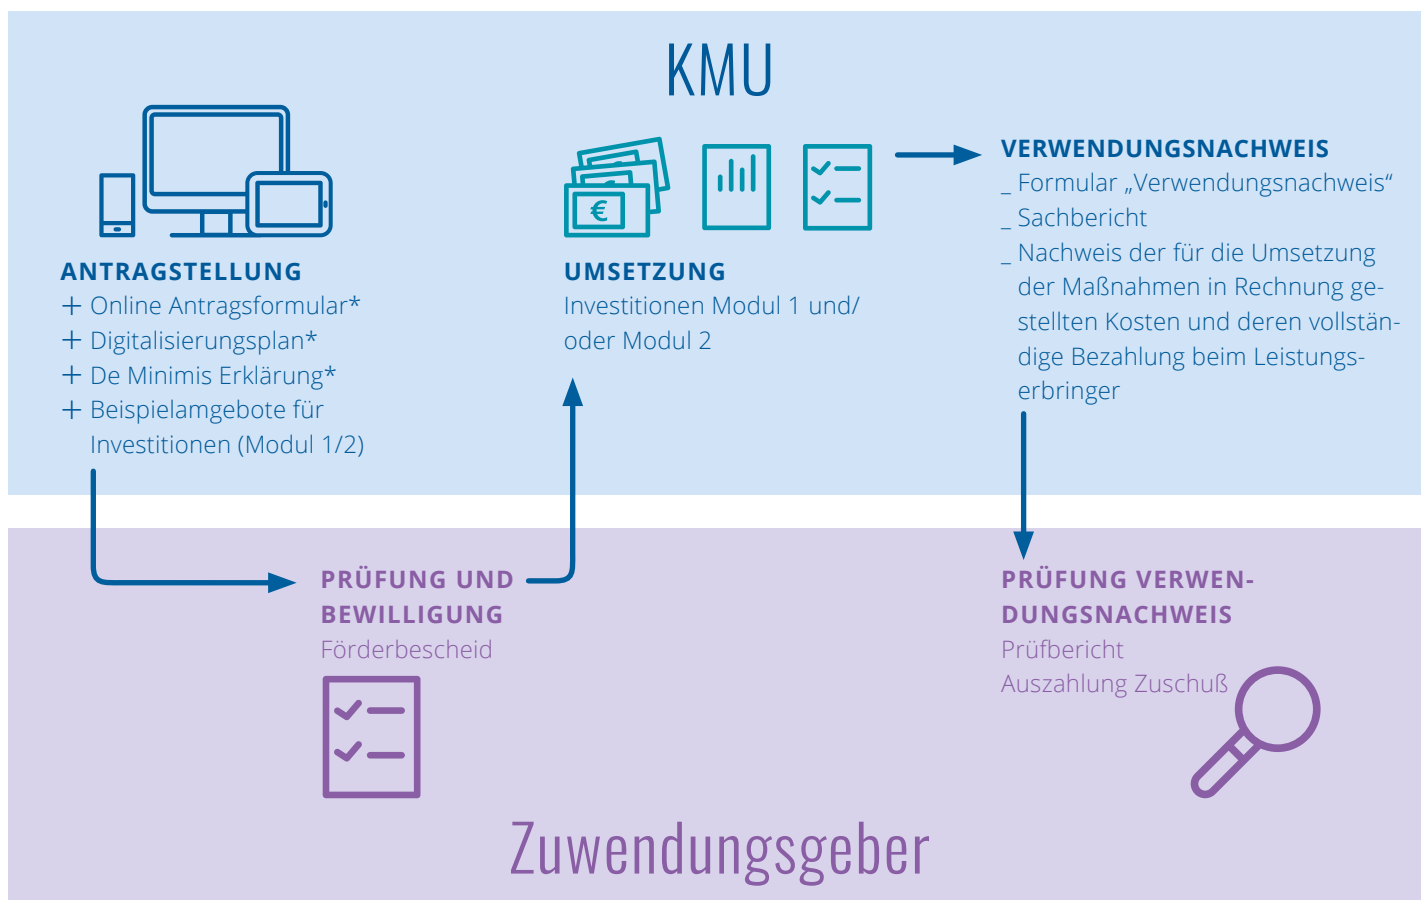 KMU
ANTRAGSTELLUNG
+ Online Antragsformular*
+ Digitalisierungsplan*
+ De Minimis Erklärung*
+ Beispielamgebote für
Investitionen (Modul 1/2)
€
UMSETZUNG
Investitionen Modul 1 und/
oder Modul 2
VERWENDUNGSNACHWEIS
_ Formular „Verwendungsnachweis“
_ Sachbericht
_ Nachweis der für die Umsetzung
der Maßnahmen in Rechnung ge-
stellten Kosten und deren vollstän-
dige Bezahlung beim Leistungs-
erbringer
PRÜFUNG UND
BEWILLIGUNG
Förderbescheid
PRÜFUNG VERWEN-
DUNGSNACHWEIS
Prüfbericht
Auszahlung Zuschuß
Zuwendungsgeber